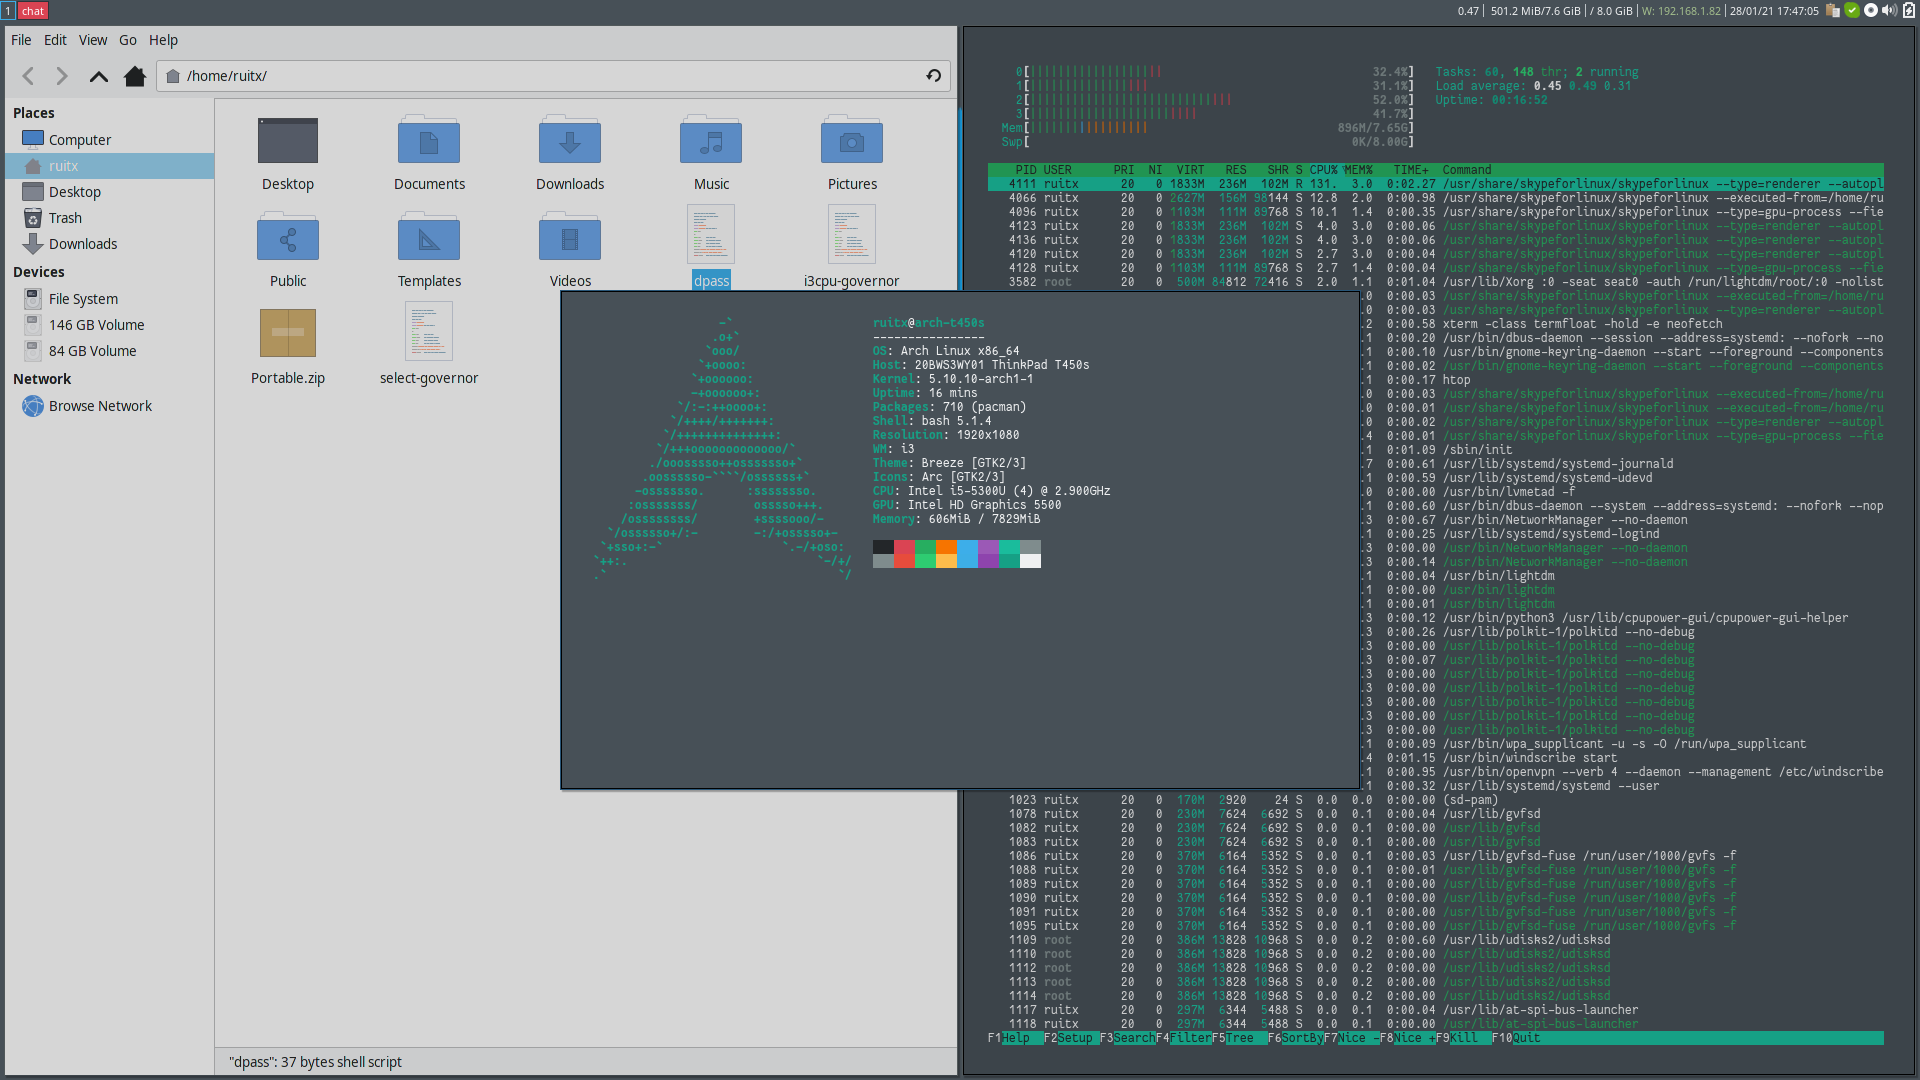 1 chat
0.47 | 501.2 MiB/7.6 GiB | / 8.0 GiB | W: 192.168.1.82 | 28/01/21 17:47:05
File Edit View Go Help
/home/ruitx/
Places
Computer
ruitx
Desktop
Trash
Downloads
Devices
File System
146 GB Volume
84 GB Volume
Network
Browse Network
Desktop Documents Downloads Music Pictures
Public Templates Videos dpass i3cpu-governor
Portable.zip select-governor
"dpass": 37 bytes shell script
ruitx@arch-t450s
----------------
OS: Arch Linux x86_64
Host: 20BWS3WY01 ThinkPad T450s
Kernel: 5.10.10-arch1-1
Uptime: 16 mins
Packages: 710 (pacman)
Shell: bash 5.1.4
Resolution: 1920x1080
WM: i3
Theme: Breeze [GTK2/3]
Icons: Arc [GTK2/3]
CPU: Intel i5-5300U (4) @ 2.900GHz
GPU: Intel HD Graphics 5500
Memory: 606MiB / 7829MiB
0[ 32.4%] Tasks: 60, 148 thr; 2 running
1[ 31.1%] Load average: 0.45 0.49 0.31
2[ 52.0%] Uptime: 00:16:52
3[ 41.7%]
Mem[ 896M/7.65G]
Swp[ 0K/8.00G]
PID USER PRI NI VIRT RES SHR S CPU% MEM% TIME+ Command
4111 ruitx 20 0 1833M 236M 102M R 131. 3.0 0:02.27 /usr/share/skypeforlinux/skypeforlinux --type=renderer --autopl
4066 ruitx 20 0 2627M 156M 98144 S 12.8 2.0 0:00.98 /usr/share/skypeforlinux/skypeforlinux --executed-from=/home/ru
4096 ruitx 20 0 1103M 111M 89768 S 10.1 1.4 0:00.35 /usr/share/skypeforlinux/skypeforlinux --type=gpu-process --fie
4123 ruitx 20 0 1833M 236M 102M S 4.0 3.0 0:00.06 /usr/share/skypeforlinux/skypeforlinux --type=renderer --autopl
4136 ruitx 20 0 1833M 236M 102M S 4.0 3.0 0:00.06 /usr/share/skypeforlinux/skypeforlinux --type=renderer --autopl
4120 ruitx 20 0 1833M 236M 102M S 2.7 3.0 0:00.04 /usr/share/skypeforlinux/skypeforlinux --type=renderer --autopl
4128 ruitx 20 0 1103M 111M 89768 S 2.7 1.4 0:00.04 /usr/share/skypeforlinux/skypeforlinux --type=gpu-process --fie
3582 root 20 0 500M 84812 72416 S 2.0 1.1 0:01.04 /usr/lib/Xorg :0 -seat seat0 -auth /run/lightdm/root/:0 -nolist
.0 0:00.03 /usr/share/skypeforlinux/skypeforlinux --executed-from=/home/ru
.3 0:00.03 /usr/share/skypeforlinux/skypeforlinux --type=renderer --autopl
.2 0:00.58 xterm -class termfloat -hold -e neofetch
.1 0:00.20 /usr/bin/dbus-daemon --session --address=systemd: --nofork --no
.1 0:00.10 /usr/bin/gnome-keyring-daemon --start --foreground --components
.1 0:00.02 /usr/bin/gnome-keyring-daemon --start --foreground --components
.1 0:00.17 htop
.0 0:00.03 /usr/share/skypeforlinux/skypeforlinux --executed-from=/home/ru
.0 0:00.01 /usr/share/skypeforlinux/skypeforlinux --executed-from=/home/ru
.0 0:00.02 /usr/share/skypeforlinux/skypeforlinux --type=renderer --autopl
.4 0:00.01 /usr/share/skypeforlinux/skypeforlinux --type=gpu-process --fie
.1 0:01.09 /sbin/init
.7 0:00.61 /usr/lib/systemd/systemd-journald
.1 0:00.59 /usr/lib/systemd/systemd-udevd
.0 0:00.00 /usr/bin/lvmetad -f
.1 0:00.60 /usr/bin/dbus-daemon --system --address=systemd: --nofork --nop
.3 0:00.67 /usr/bin/NetworkManager --no-daemon
.1 0:00.25 /usr/lib/systemd/systemd-logind
.3 0:00.00 /usr/bin/NetworkManager --no-daemon
.3 0:00.14 /usr/bin/NetworkManager --no-daemon
.1 0:00.04 /usr/bin/lightdm
.1 0:00.00 /usr/bin/lightdm
.1 0:00.01 /usr/bin/lightdm
.3 0:00.12 /usr/bin/python3 /usr/lib/cpupower-gui/cpupower-gui-helper
.3 0:00.26 /usr/lib/polkit-1/polkitd --no-debug
.3 0:00.00 /usr/lib/polkit-1/polkitd --no-debug
.3 0:00.07 /usr/lib/polkit-1/polkitd --no-debug
.3 0:00.00 /usr/lib/polkit-1/polkitd --no-debug
.3 0:00.00 /usr/lib/polkit-1/polkitd --no-debug
.3 0:00.00 /usr/lib/polkit-1/polkitd --no-debug
.3 0:00.00 /usr/lib/polkit-1/polkitd --no-debug
.1 0:00.09 /usr/bin/wpa_supplicant -u -s -O /run/wpa_supplicant
.4 0:01.15 /usr/bin/windscribe start
.1 0:00.95 /usr/bin/openvpn --verb 4 --daemon --management /etc/windscribe
.1 0:00.32 /usr/lib/systemd/systemd --user
1023 ruitx 20 0 170M 2920 24 S 0.0 0.0 0:00.00 (sd-pam)
1078 ruitx 20 0 230M 7624 6692 S 0.0 0.1 0:00.04 /usr/lib/gvfsd
1082 ruitx 20 0 230M 7624 6692 S 0.0 0.1 0:00.00 /usr/lib/gvfsd
1083 ruitx 20 0 230M 7624 6692 S 0.0 0.1 0:00.00 /usr/lib/gvfsd
1086 ruitx 20 0 370M 6164 5352 S 0.0 0.1 0:00.03 /usr/lib/gvfsd-fuse /run/user/1000/gvfs -f
1088 ruitx 20 0 370M 6164 5352 S 0.0 0.1 0:00.01 /usr/lib/gvfsd-fuse /run/user/1000/gvfs -f
1089 ruitx 20 0 370M 6164 5352 S 0.0 0.1 0:00.00 /usr/lib/gvfsd-fuse /run/user/1000/gvfs -f
1090 ruitx 20 0 370M 6164 5352 S 0.0 0.1 0:00.00 /usr/lib/gvfsd-fuse /run/user/1000/gvfs -f
1091 ruitx 20 0 370M 6164 5352 S 0.0 0.1 0:00.00 /usr/lib/gvfsd-fuse /run/user/1000/gvfs -f
1095 ruitx 20 0 370M 6164 5352 S 0.0 0.1 0:00.00 /usr/lib/gvfsd-fuse /run/user/1000/gvfs -f
1109 root 20 0 386M 13828 10968 S 0.0 0.2 0:00.60 /usr/lib/udisks2/udisksd
1110 root 20 0 386M 13828 10968 S 0.0 0.2 0:00.00 /usr/lib/udisks2/udisksd
1112 root 20 0 386M 13828 10968 S 0.0 0.2 0:00.00 /usr/lib/udisks2/udisksd
1113 root 20 0 386M 13828 10968 S 0.0 0.2 0:00.00 /usr/lib/udisks2/udisksd
1114 root 20 0 386M 13828 10968 S 0.0 0.2 0:00.00 /usr/lib/udisks2/udisksd
1117 ruitx 20 0 297M 6344 5488 S 0.0 0.1 0:00.04 /usr/lib/at-spi-bus-launcher
1118 ruitx 20 0 297M 6344 5488 S 0.0 0.1 0:00.00 /usr/lib/at-spi-bus-launcher
F1Help F2Setup F3SearchF4FilterF5Tree F6SortByF7Nice -F8Nice +F9Kill F10Quit